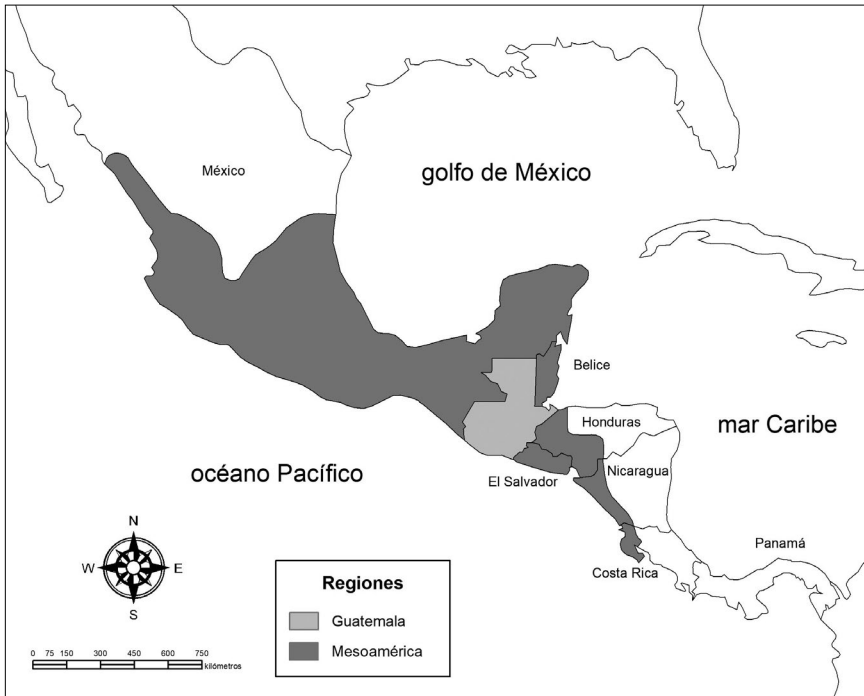 México
golfo de México
Belice
Honduras
mar Caribe
océano Pacífico
El Salvador
Nicaragua
Costa Rica
Panamá
N
W E
S
Regiones
Guatemala
Mesoamérica
0 75 150 300 450 600 750
kilómetros